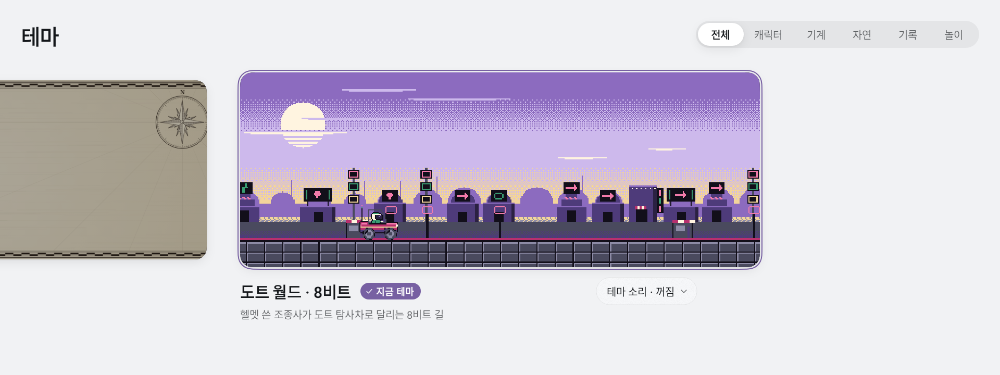 테마
전체 캐릭터 기계 자연 기록 놀이
N
도트 월드 · 8비트
지금 테마
테마 소리 · 꺼짐
헬멧 쓴 조종사가 도트 탐사차로 달리는 8비트 길